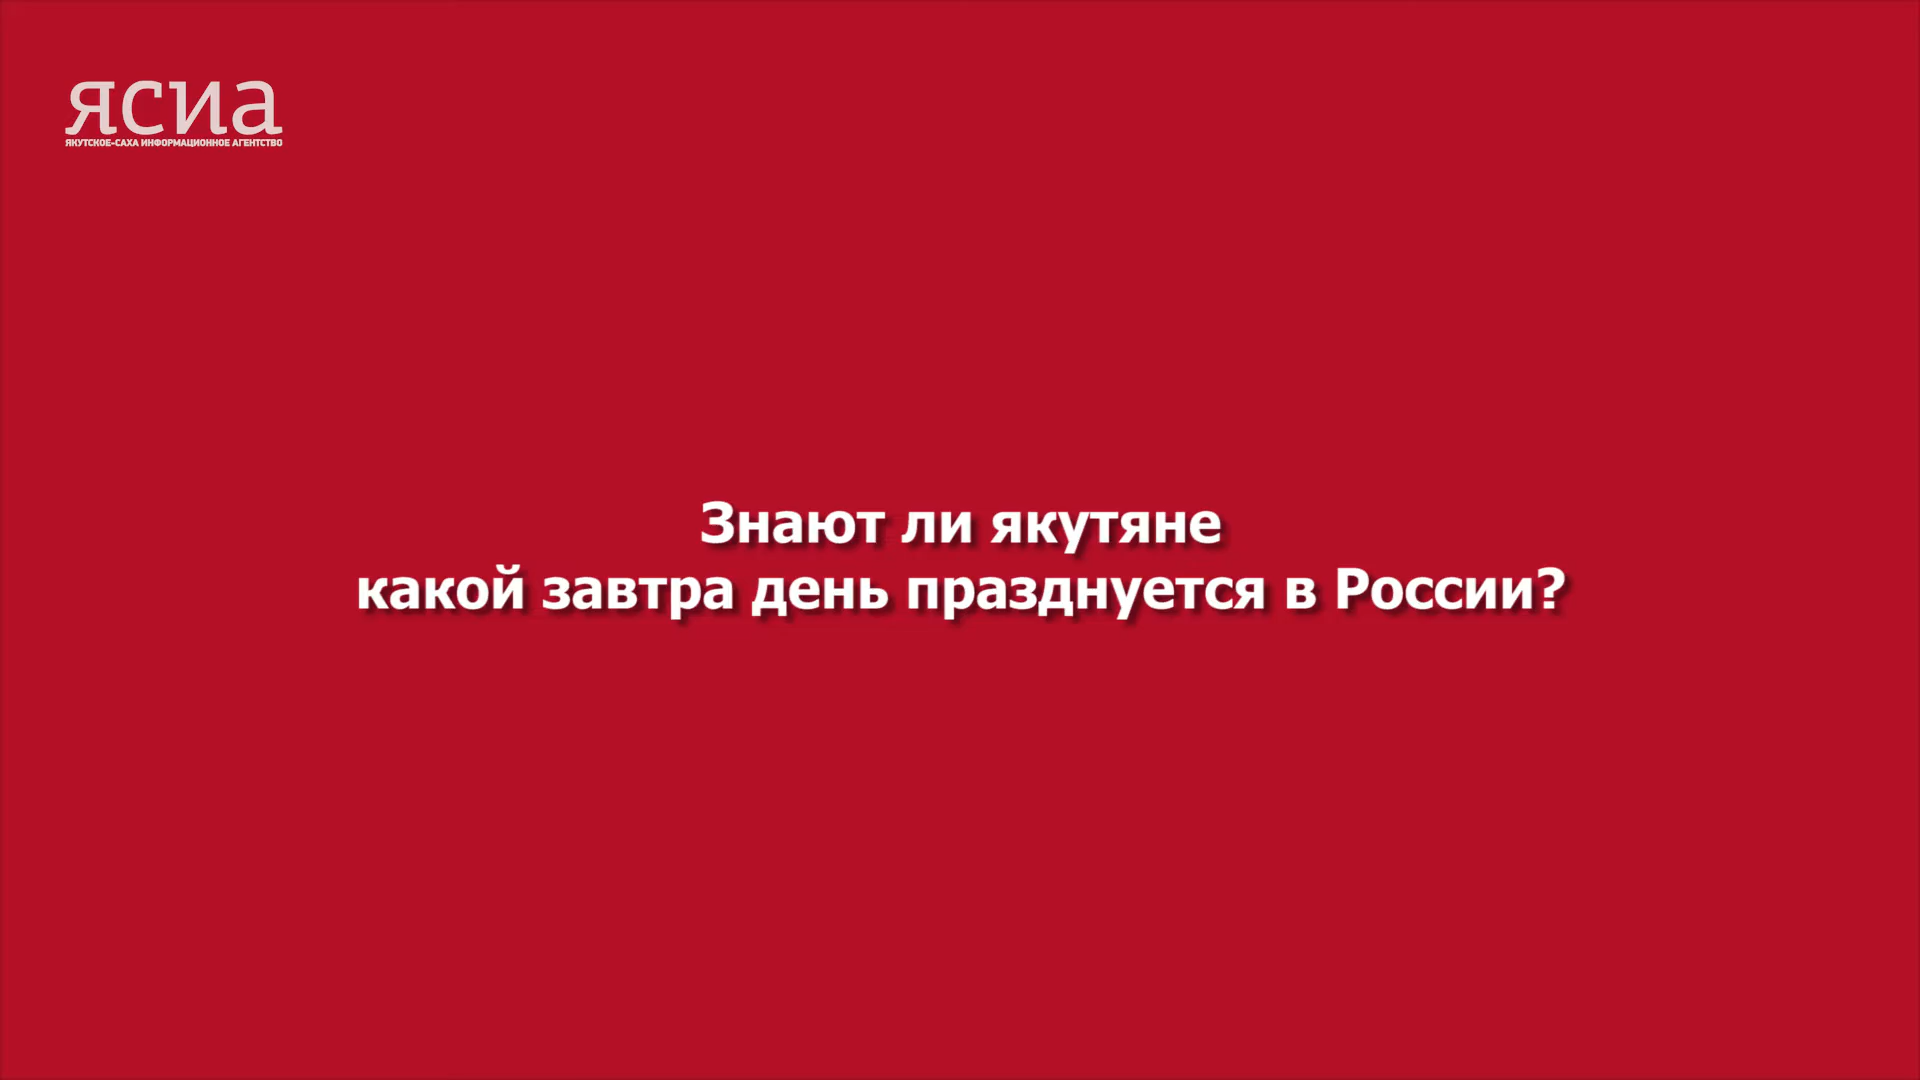 ясиа
ЯКУТСКОЕ-САХА ИНФОРМАЦИОННОЕ АГЕНТСТВО
Знают ли якутяне
какой завтра день празднуется в России?